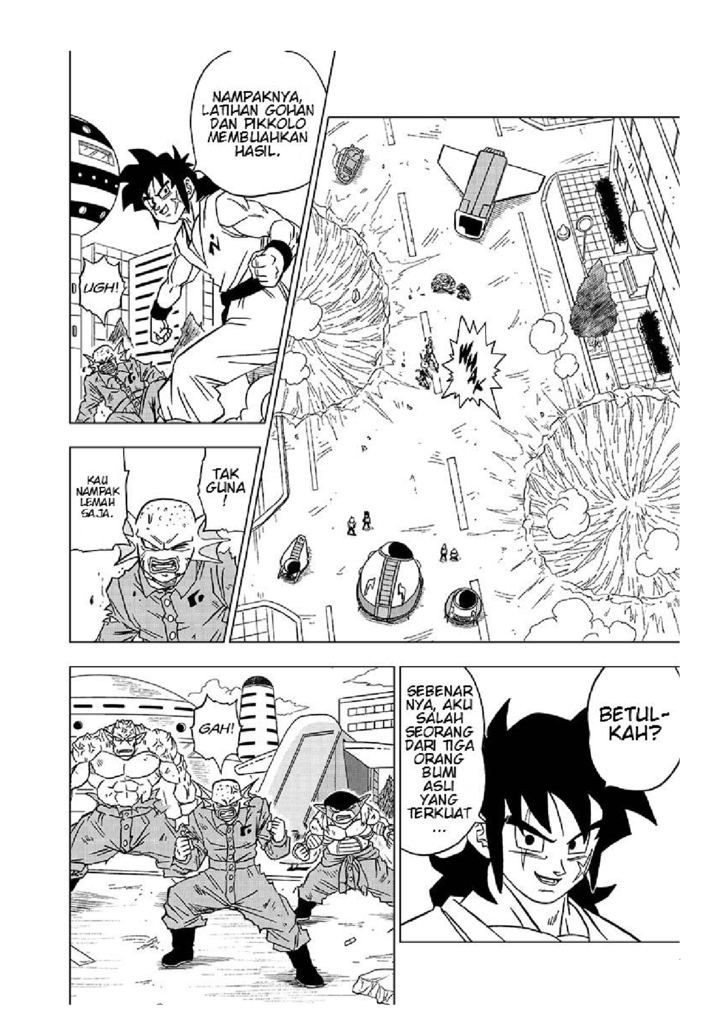 NAMPAKNYA,
LATIHAN GOHAN
DAN PIKKOLO
MEMBUAHKAN
HASIL.
UGH!
TAK
GUNA
!
KAU
NAMPAK
LEMAH
SAJA.
BETUL-
KAH?
SEBENAR
NYA, AKU
SALAH
SEORANG
DARI TIGA
ORANG
BUMI
ASLI
YANG
TERKUAT
...
GAH!